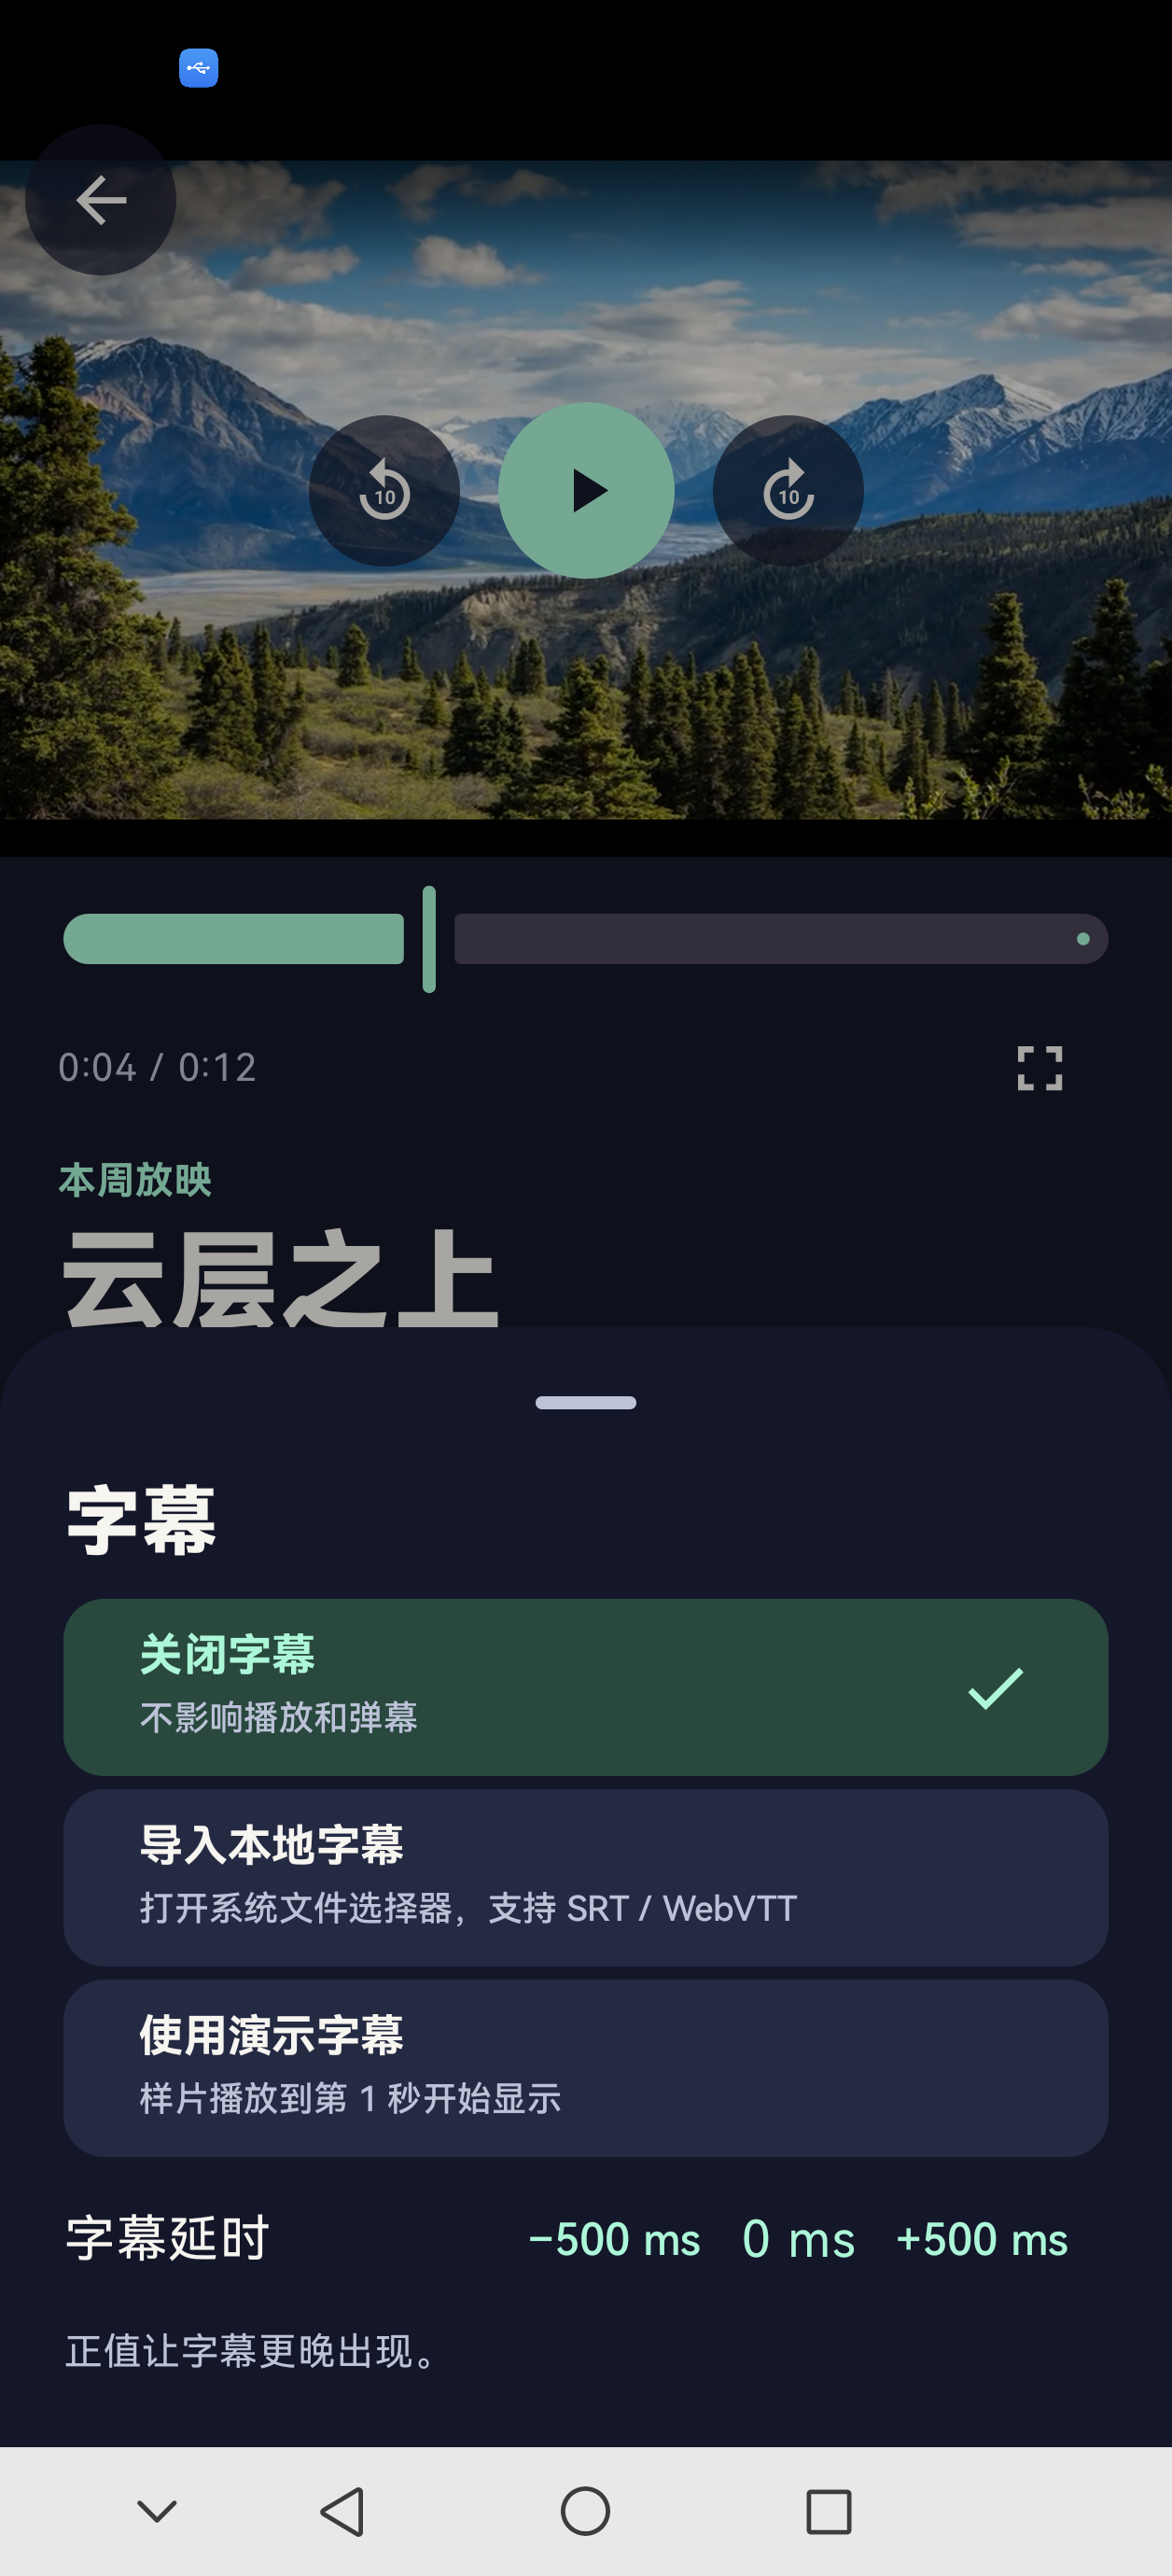 10
10
0:04 / 0:12
本周放映
云层之上
字幕
关闭字幕
不影响播放和弹幕
导入本地字幕
打开系统文件选择器，支持 SRT / WebVTT
使用演示字幕
样片播放到第 1 秒开始显示
字幕延时 −500 ms 0 ms +500 ms
正值让字幕更晚出现。